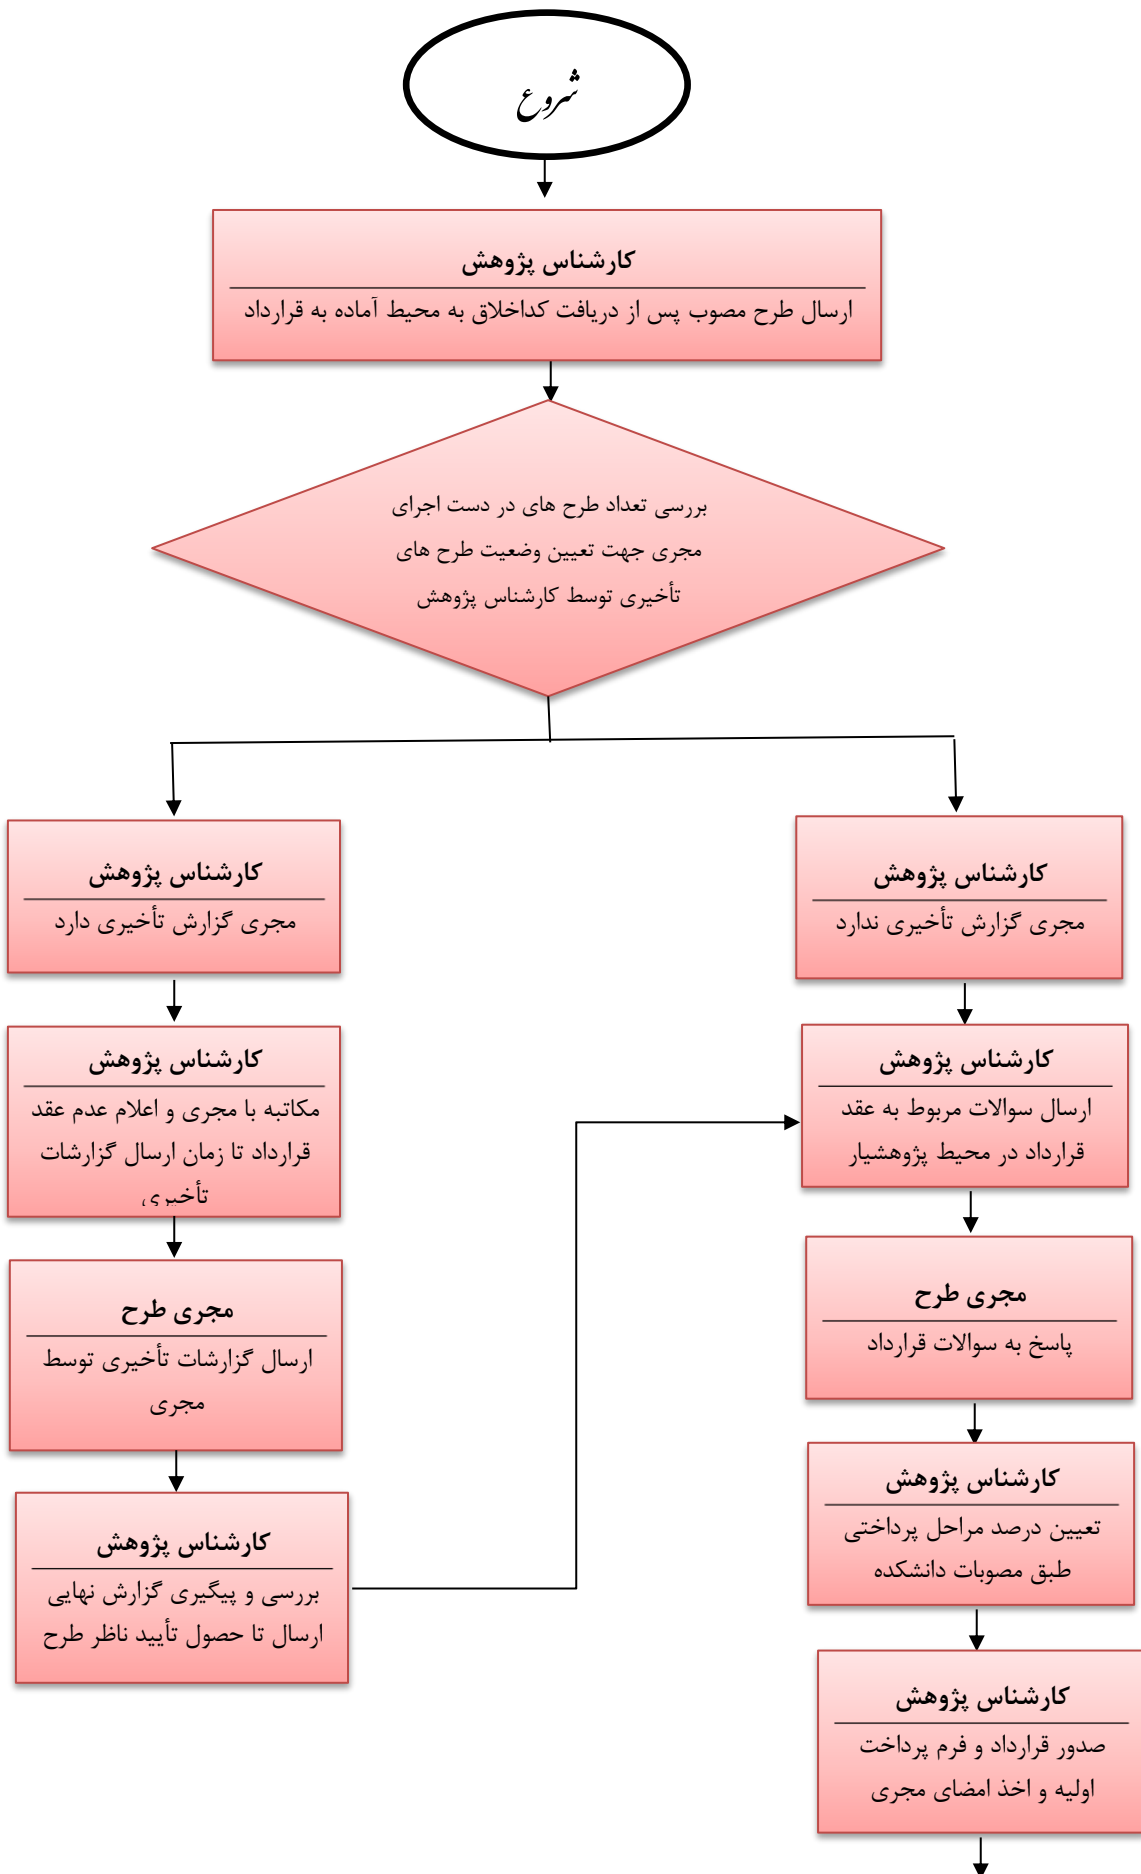 شروع
کارشناس پژوهش
ارسال طرح مصوب پس از دریافت کداخلاق به محیط آماده به قرارداد
بررسی تعداد طرح های در دست اجرای
مجری جهت تعیین وضعیت طرح های
تأخیری توسط کارشناس پژوهش
کارشناس پژوهش
مجری گزارش تأخیری ندارد
کارشناس پژوهش
ارسال سوالات مربوط به عقد
قرارداد در محیط پژوهشیار
مجری طرح
پاسخ به سوالات قرارداد
کارشناس پژوهش
تعیین درصد مراحل پرداختی
طبق مصوبات دانشکده
کارشناس پژوهش
صدور قرارداد و فرم پرداخت
اولیه و اخذ امضای مجری
کارشناس پژوهش
مجری گزارش تأخیری دارد
کارشناس پژوهش
مکاتبه با مجری و اعلام عدم عقد
قرارداد تا زمان ارسال گزارشات
تأخیری
مجری طرح
ارسال گزارشات تأخیری توسط
مجری
کارشناس پژوهش
بررسی و پیگیری گزارش نهایی
ارسال تا حصول تأیید ناظر طرح